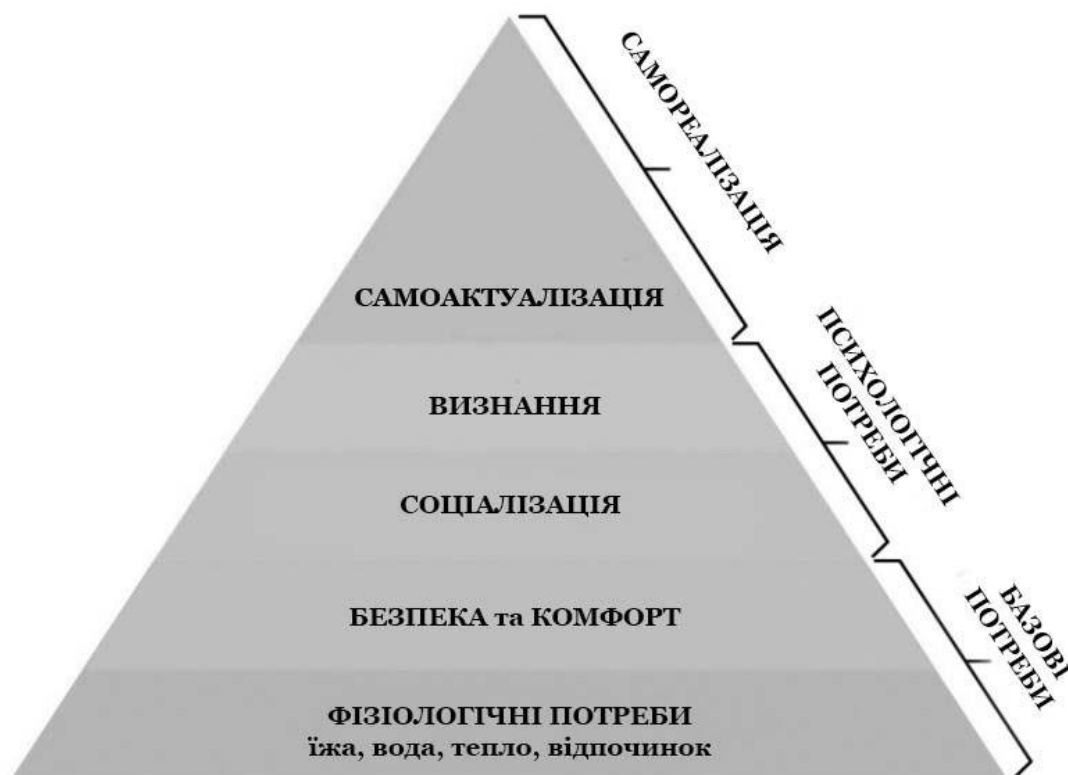 САМОРЕАЛІЗАЦІЯ
САМОАКТУАЛІЗАЦІЯ
ПСИХОЛОГІЧНІ
ПОТРЕБИ
ВИЗНАННЯ
СОЦІАЛІЗАЦІЯ
БАЗОВІ
ПОТРЕБИ
БЕЗПЕКА та КОМФОРТ
ФІЗІОЛОГІЧНІ ПОТРЕБИ
їжа, вода, тепло, відпочинок